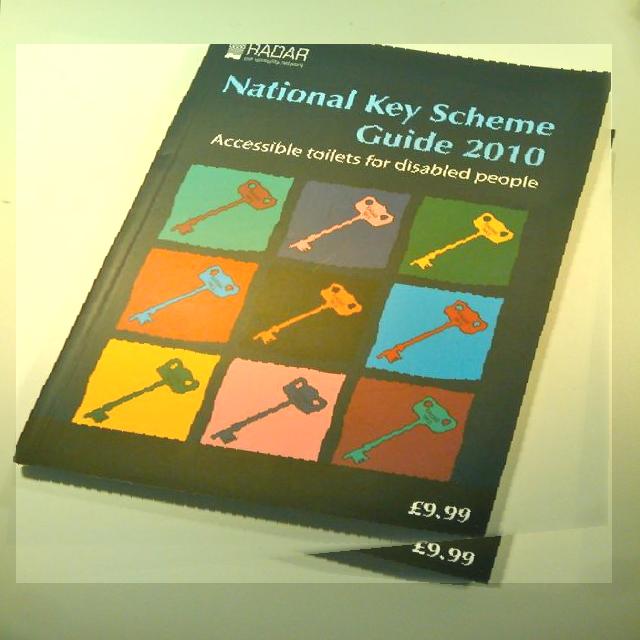 RADAR
National Key Scheme
Guide 2010
Accessible toilets for disabled people
£9.99
£9.99